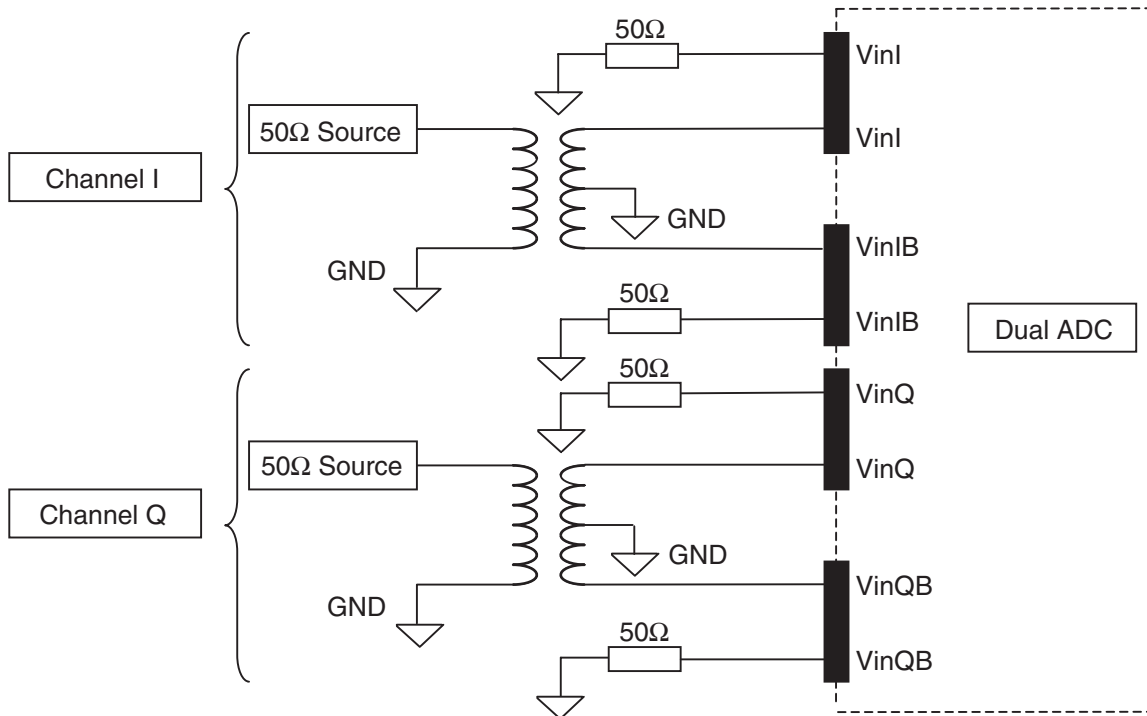 50Ω
VinI
50Ω Source
VinI
Channel I
GND
VinIB
GND
50Ω
VinIB
Dual ADC
50Ω
VinQ
50Ω Source
VinQ
Channel Q
GND
VinQB
GND
50Ω
VinQB